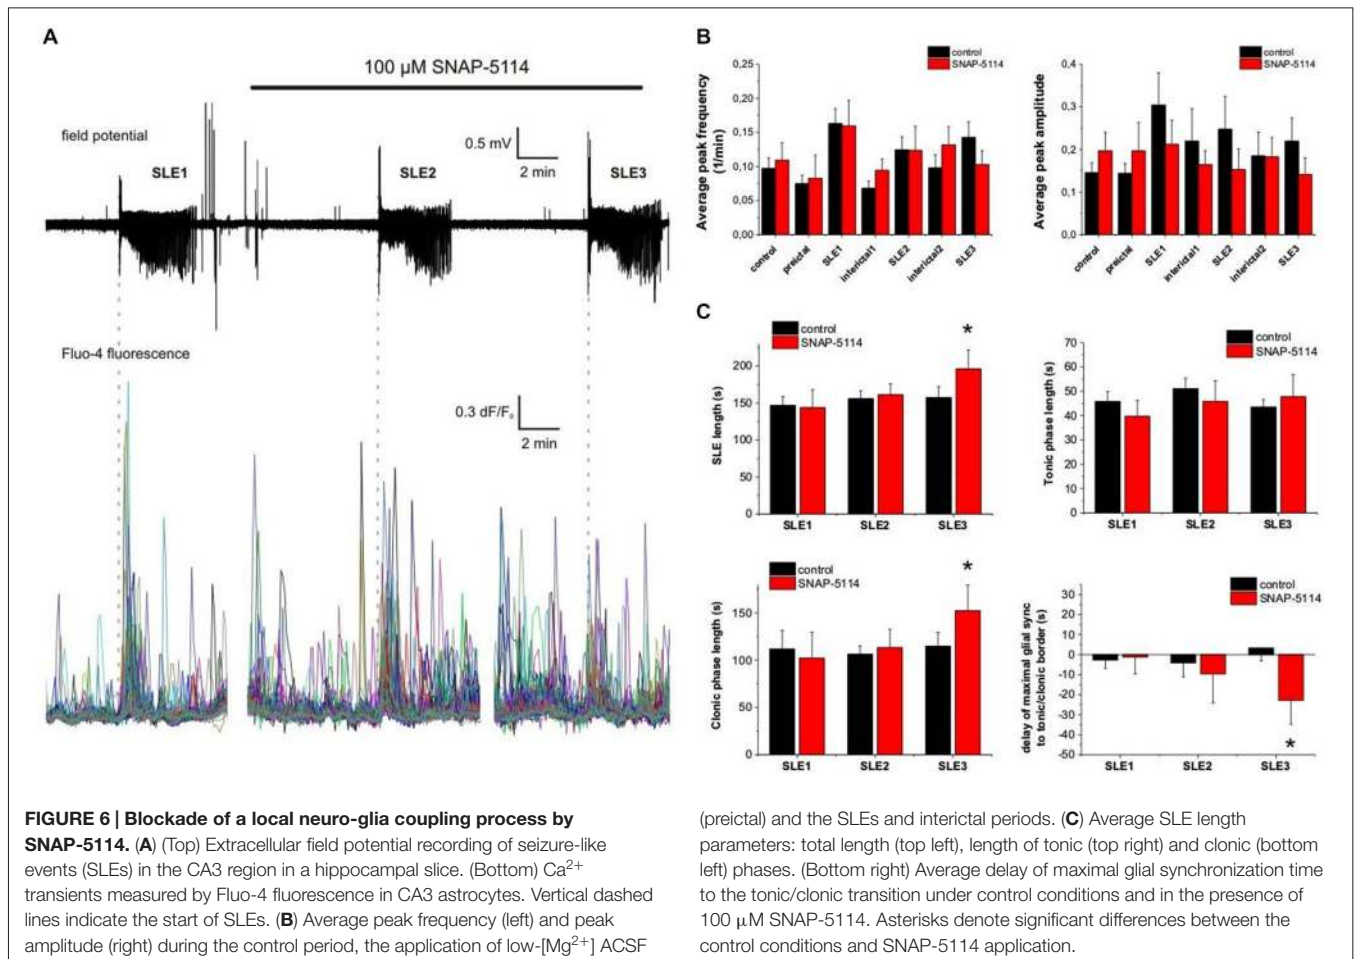 A
100 µM SNAP-5114
field potential
0.5 mV
2 min
SLE1
SLE2
SLE3
Fluo-4 fluorescence
0.3 dF/F₀
2 min
B
control
SNAP-5114
Average peak frequency
(1/min)
0,25
0,20
0,15
0,10
0,05
0,00
control
preictal
SLE1
interictal1
SLE2
interictal2
SLE3
control
SNAP-5114
Average peak amplitude
0,4
0,3
0,2
0,1
0,0
control
preictal
SLE1
interictal1
SLE2
interictal2
SLE3
C
control
SNAP-5114
*
SLE length (s)
200
150
100
50
0
SLE1
SLE2
SLE3
control
SNAP-5114
Tonic phase length (s)
70
60
50
40
30
20
10
0
SLE1
SLE2
SLE3
control
SNAP-5114
*
Clonic phase length (s)
150
100
50
0
SLE1
SLE2
SLE3
control
SNAP-5114
delay of maximal glial sync
to tonic/clonic border (s)
30
20
10
0
-10
-20
-30
-40
-50
*
SLE1
SLE2
SLE3
FIGURE 6 | Blockade of a local neuro-glia coupling process by
SNAP-5114. (A) (Top) Extracellular field potential recording of seizure-like
events (SLEs) in the CA3 region in a hippocampal slice. (Bottom) Ca²⁺
transients measured by Fluo-4 fluorescence in CA3 astrocytes. Vertical dashed
lines indicate the start of SLEs. (B) Average peak frequency (left) and peak
amplitude (right) during the control period, the application of low-[Mg²⁺] ACSF
(preictal) and the SLEs and interictal periods. (C) Average SLE length
parameters: total length (top left), length of tonic (top right) and clonic (bottom
left) phases. (Bottom right) Average delay of maximal glial synchronization time
to the tonic/clonic transition under control conditions and in the presence of
100 µM SNAP-5114. Asterisks denote significant differences between the
control conditions and SNAP-5114 application.